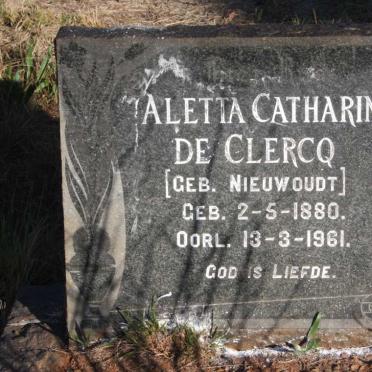 ALETTA CATHARIN
DE CLERCQ
[GEB. NIEUWOUDT]
GEB. 2-5-1880.
OORL. 13-3-1961.
GOD IS LIEFDE.